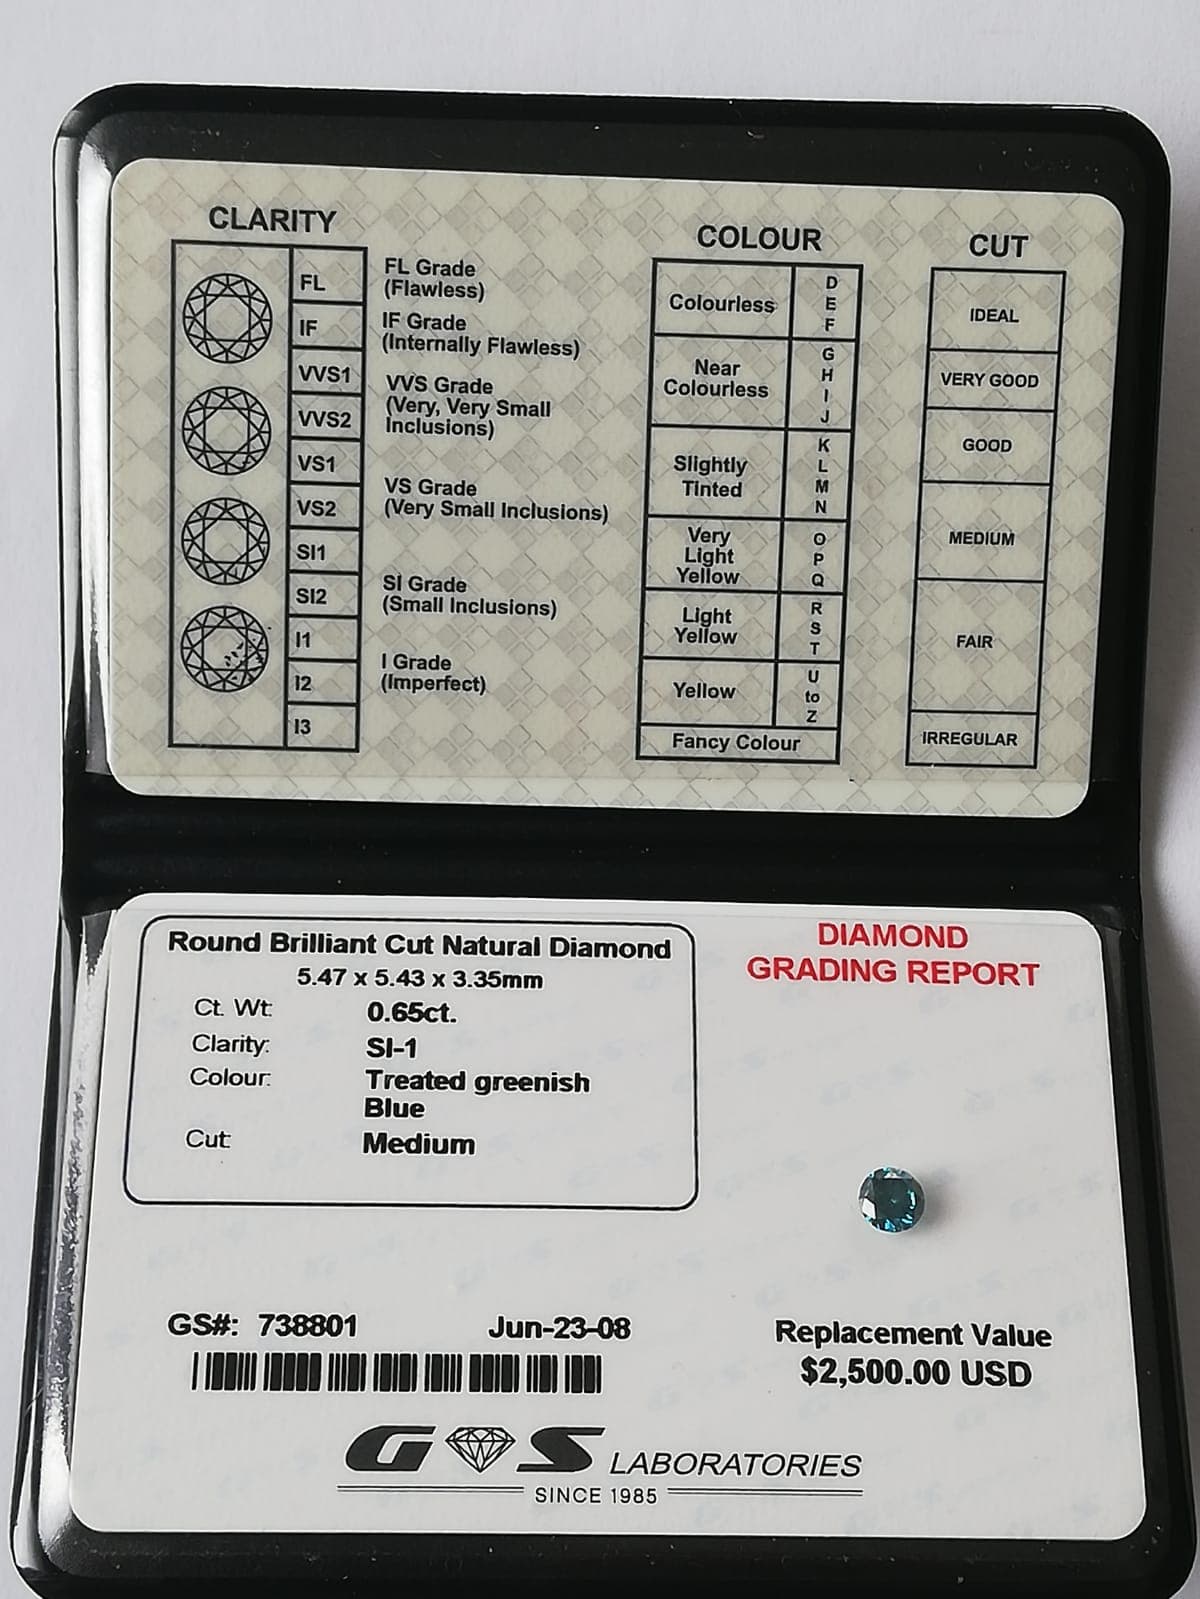 CLARITY
FL
IF
VVS1
VVS2
VS1
VS2
SI1
SI2
I1
I2
I3
FL Grade
(Flawless)
IF Grade
(Internally Flawless)
VVS Grade
(Very, Very Small
Inclusions)
VS Grade
(Very Small Inclusions)
SI Grade
(Small Inclusions)
I Grade
(Imperfect)
COLOUR
Colourless
D
E
F
Near
Colourless
G
H
I
J
Slightly
Tinted
K
L
M
N
Very
Light
Yellow
O
P
Q
Light
Yellow
R
S
T
Yellow
U
to
Z
Fancy Colour
CUT
IDEAL
VERY GOOD
GOOD
MEDIUM
FAIR
IRREGULAR
Round Brilliant Cut Natural Diamond
5.47 x 5.43 x 3.35mm
Ct. Wt: 0.65ct.
Clarity: SI-1
Colour: Treated greenish
Blue
Cut: Medium
DIAMOND
GRADING REPORT
GS#: 738801 Jun-23-08
Replacement Value
$2,500.00 USD
GS LABORATORIES
SINCE 1985